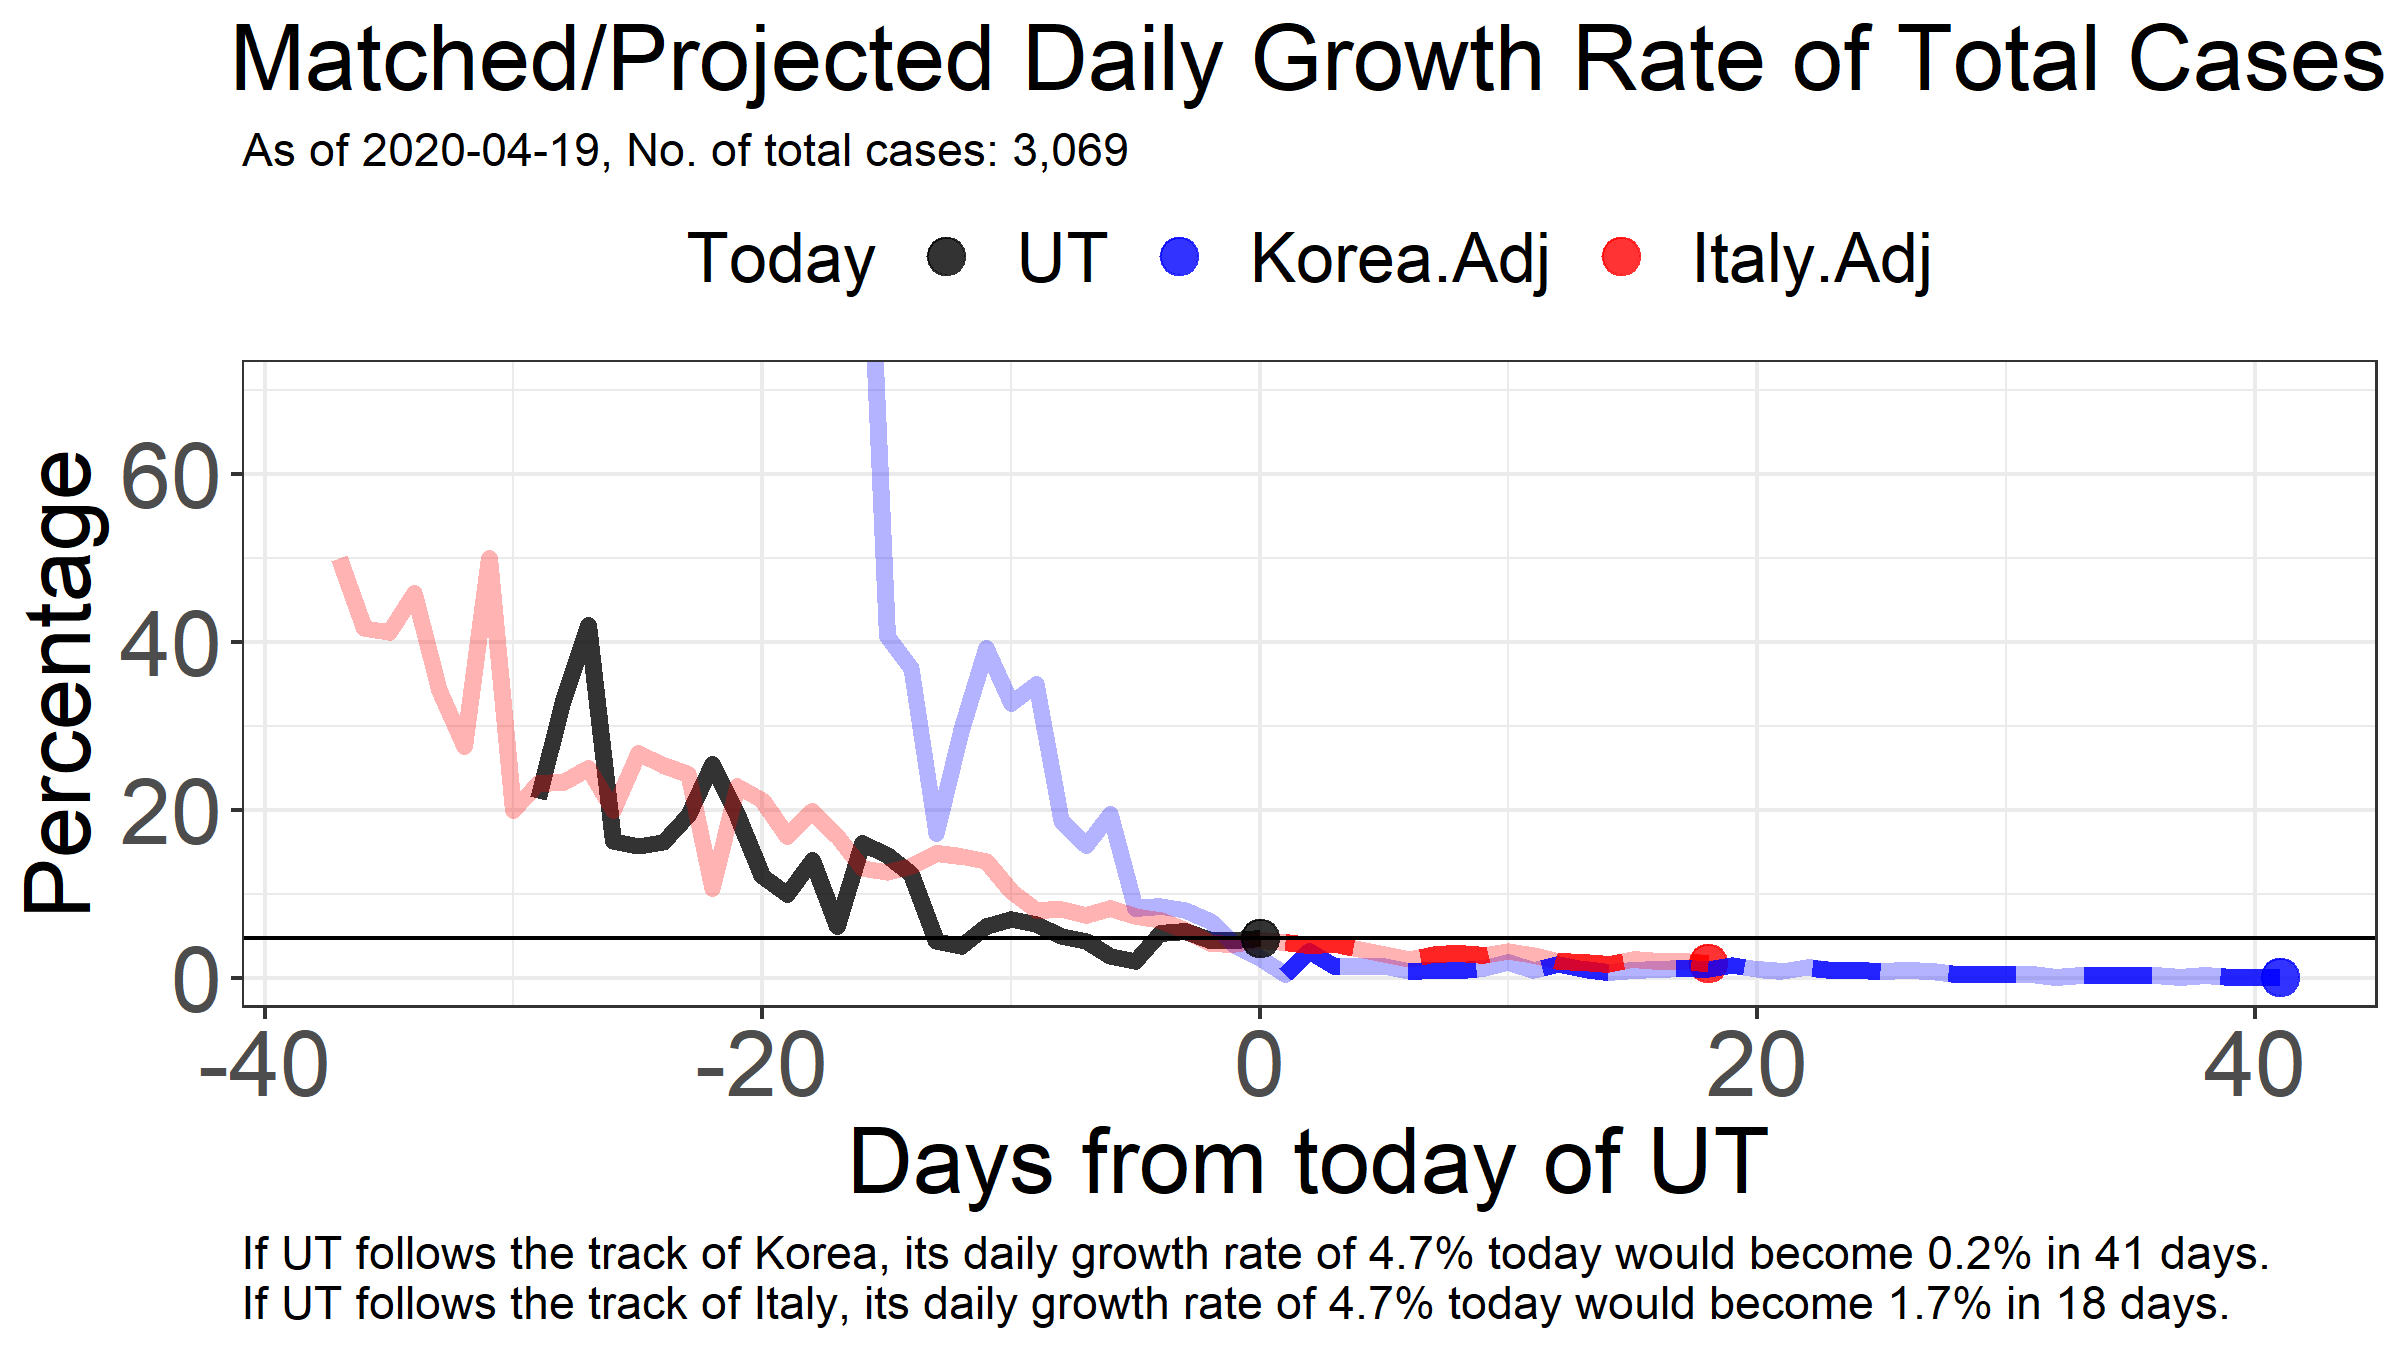 Matched/Projected Daily Growth Rate of Total Cases
As of 2020-04-19, No. of total cases: 3,069
Today UT Korea.Adj Italy.Adj
Percentage
60
40
20
0
-40 -20 0 20 40
Days from today of UT
If UT follows the track of Korea, its daily growth rate of 4.7% today would become 0.2% in 41 days.
If UT follows the track of Italy, its daily growth rate of 4.7% today would become 1.7% in 18 days.